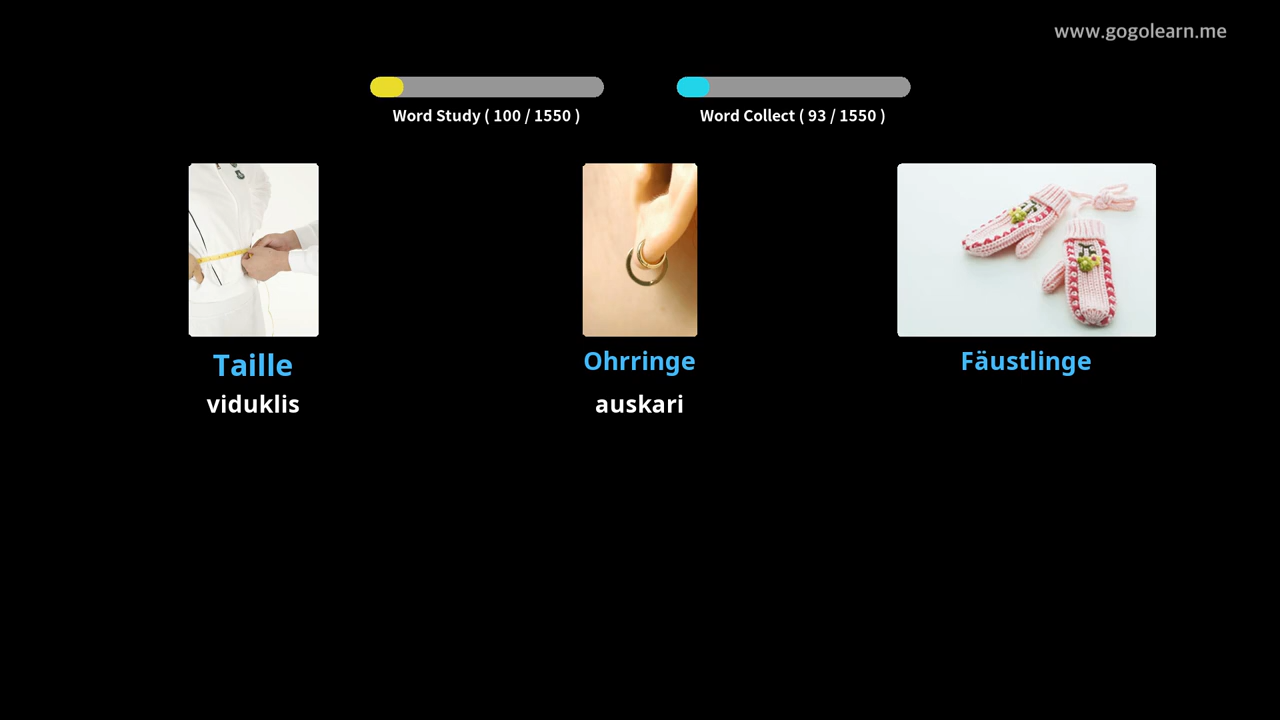 www.gogolearn.me
Word Study ( 100 / 1550 )
Word Collect ( 93 / 1550 )
Taille
Ohrringe
Fäustlinge
viduklis
auskari